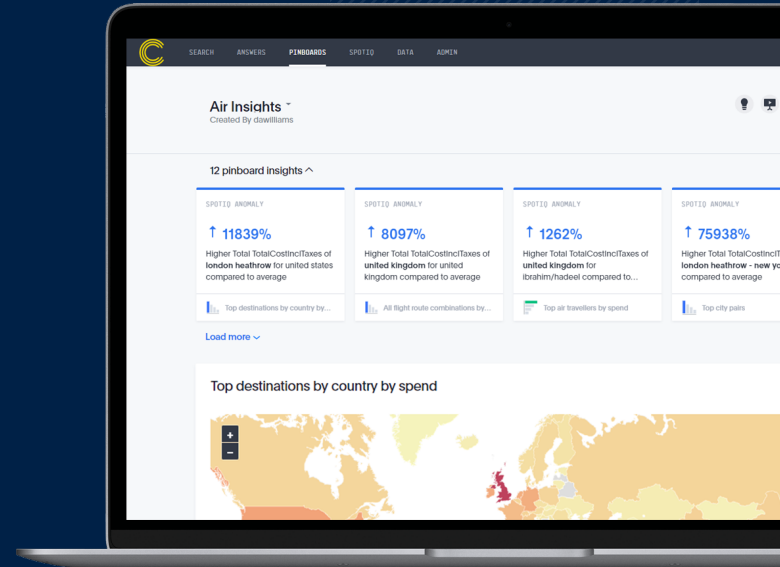 SEARCH ANSWERS PINBOARDS SPOTIQ DATA ADMIN
Air Insights
Created By dawilliams
12 pinboard insights
SPOTIQ ANOMALY
↑ 11839%
Higher Total TotalCostInclTaxes of
london heathrow for united states
compared to average
Top destinations by country by...
SPOTIQ ANOMALY
↑ 8097%
Higher Total TotalCostInclTaxes of
united kingdom for united
kingdom compared to average
All flight route combinations by...
SPOTIQ ANOMALY
↑ 1262%
Higher Total TotalCostInclTaxes of
united kingdom for
ibrahim/hadeel compared to...
Top air travellers by spend
SPOTIQ ANOMALY
↑ 75938%
Higher Total TotalCostInclT
london heathrow - new yo
compared to average
Top city pairs
Load more
Top destinations by country by spend
+
−